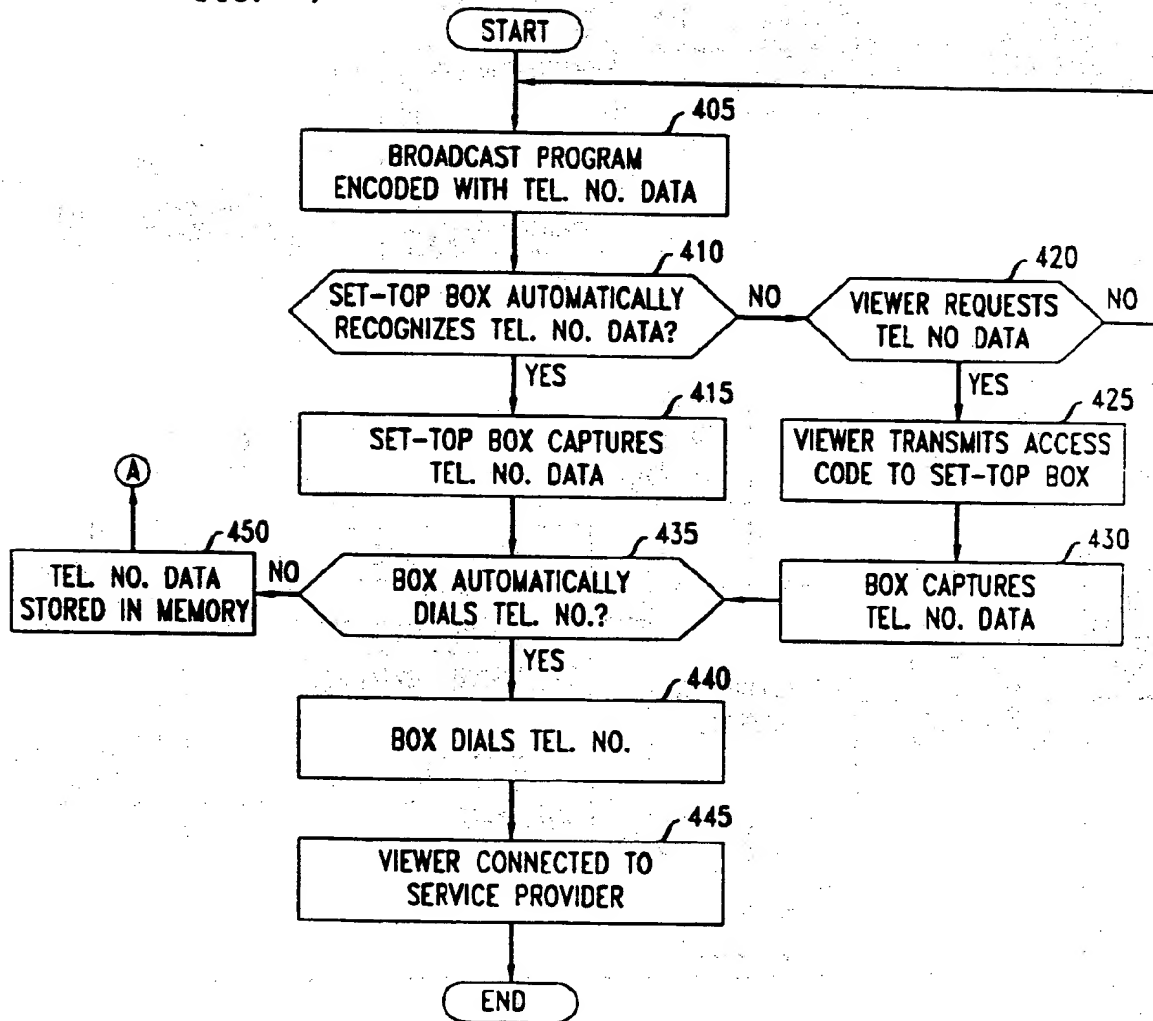 START
405
BROADCAST PROGRAM
ENCODED WITH TEL. NO. DATA
410
SET-TOP BOX AUTOMATICALLY
RECOGNIZES TEL. NO. DATA?
NO
420
VIEWER REQUESTS
TEL NO DATA
NO
YES
YES
415
SET-TOP BOX CAPTURES
TEL. NO. DATA
425
VIEWER TRANSMITS ACCESS
CODE TO SET-TOP BOX
A
450
TEL. NO. DATA
STORED IN MEMORY
NO
435
BOX AUTOMATICALLY
DIALS TEL. NO.?
430
BOX CAPTURES
TEL. NO. DATA
YES
440
BOX DIALS TEL. NO.
445
VIEWER CONNECTED TO
SERVICE PROVIDER
END